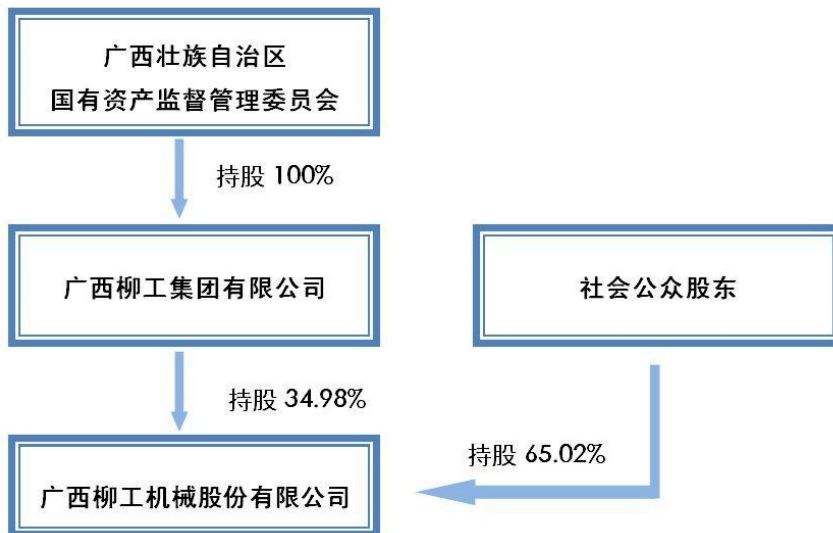 广西壮族自治区
国有资产监督管理委员会
持股 100%
广西柳工集团有限公司
社会公众股东
持股 34.98%
持股 65.02%
广西柳工机械股份有限公司